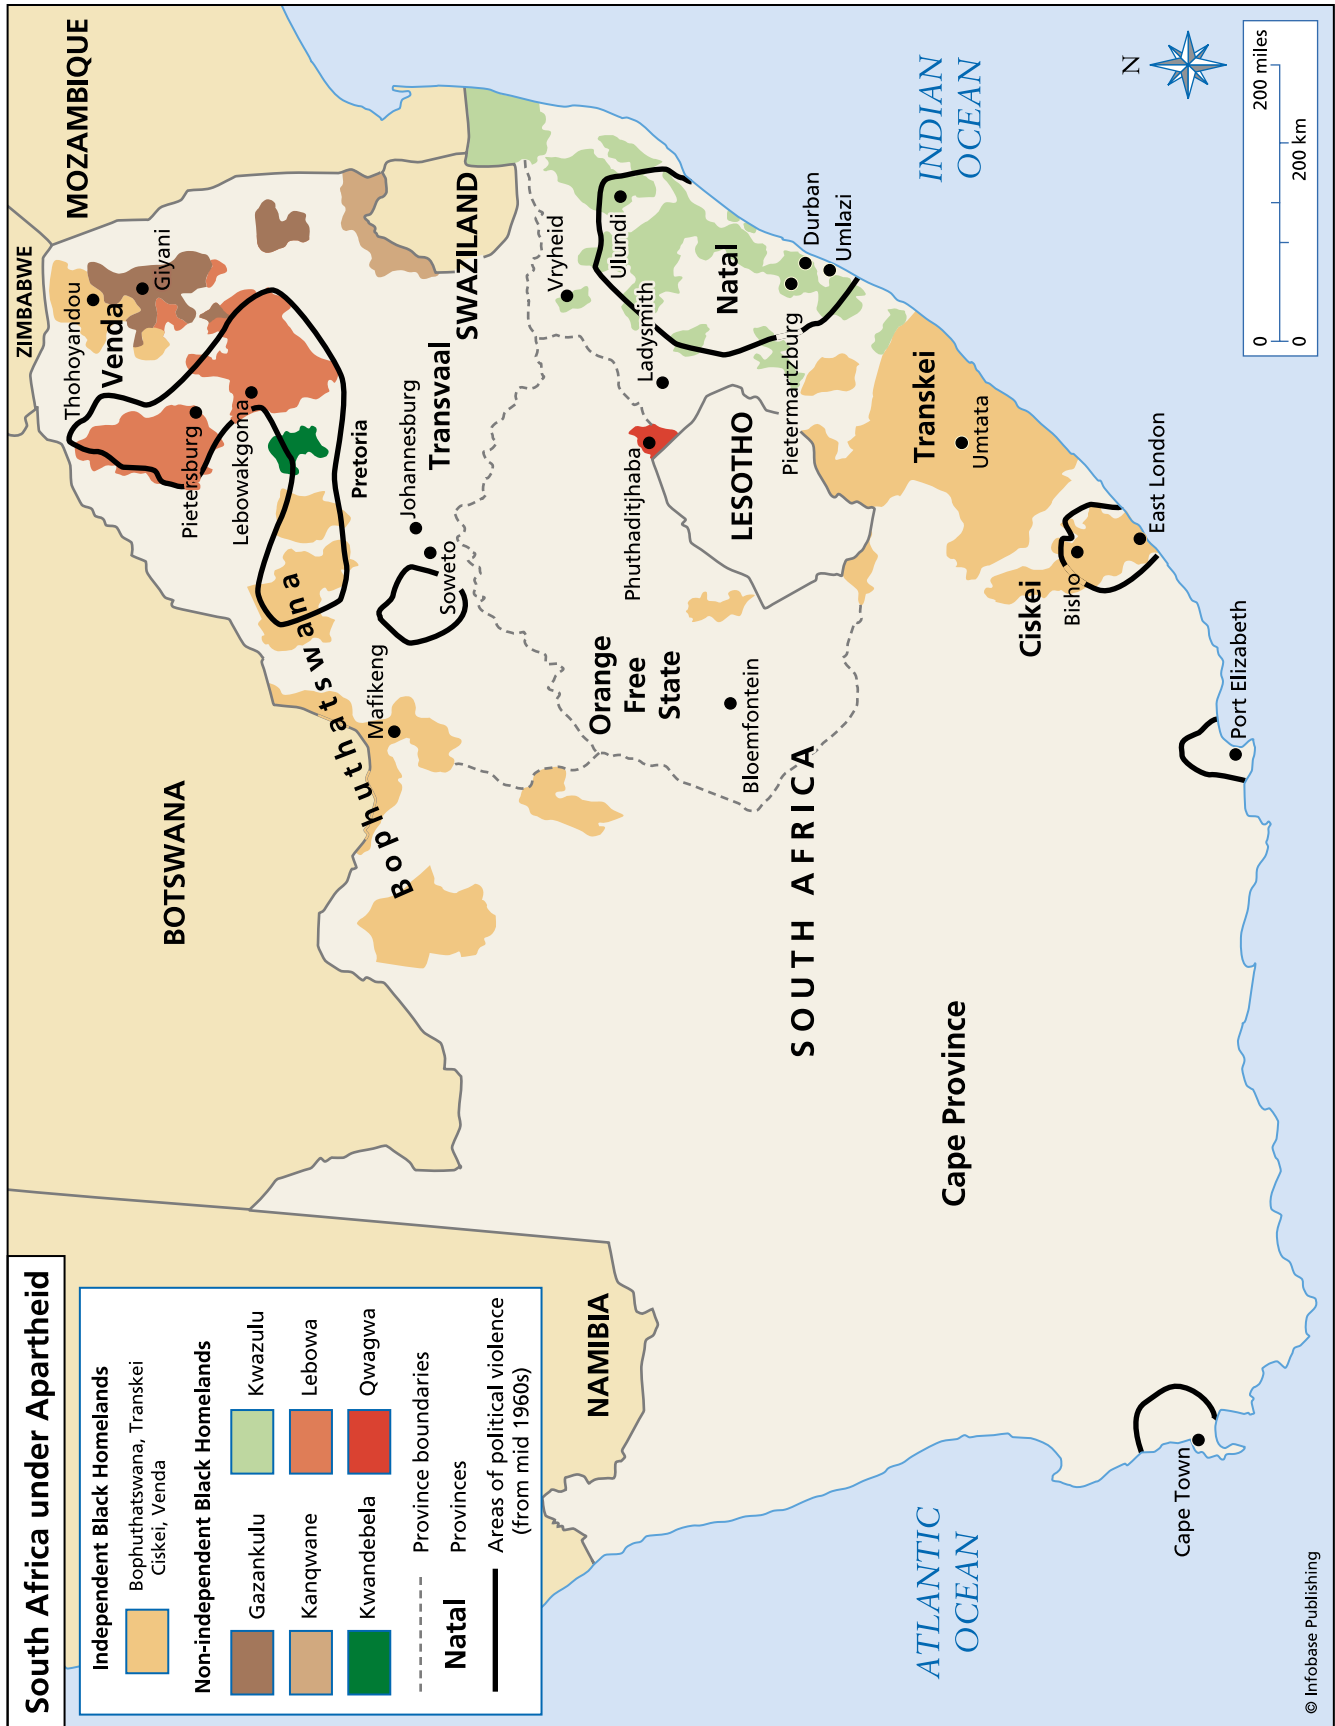 South Africa under Apartheid
Independent Black Homelands
Bophuthatswana, Transkei
Ciskei, Venda
Non-independent Black Homelands
Gazankulu
Kwazulu
Kanqwane
Lebowa
Kwandebela
Qwagwa
Province boundaries
Natal
Provinces
Areas of political violence
(from mid 1960s)
ZIMBABWE
MOZAMBIQUE
BOTSWANA
NAMIBIA
SWAZILAND
LESOTHO
SOUTH AFRICA
Thohoyandou
Venda
Giyani
Pietersburg
Lebowakgoma
Pretoria
Johannesburg
Transvaal
Soweto
Bophuthatswana
Mafikeng
Vryheid
Ulundi
Ladysmith
Natal
Durban
Umlazi
Pietermartzburg
Phuthaditjhaba
Orange
Free
State
Bloemfontein
Transkei
Umtata
Ciskei
Bisho
East London
Port Elizabeth
Cape Province
Cape Town
ATLANTIC
OCEAN
INDIAN
OCEAN
N
0
200 miles
0
200 km
© Infobase Publishing